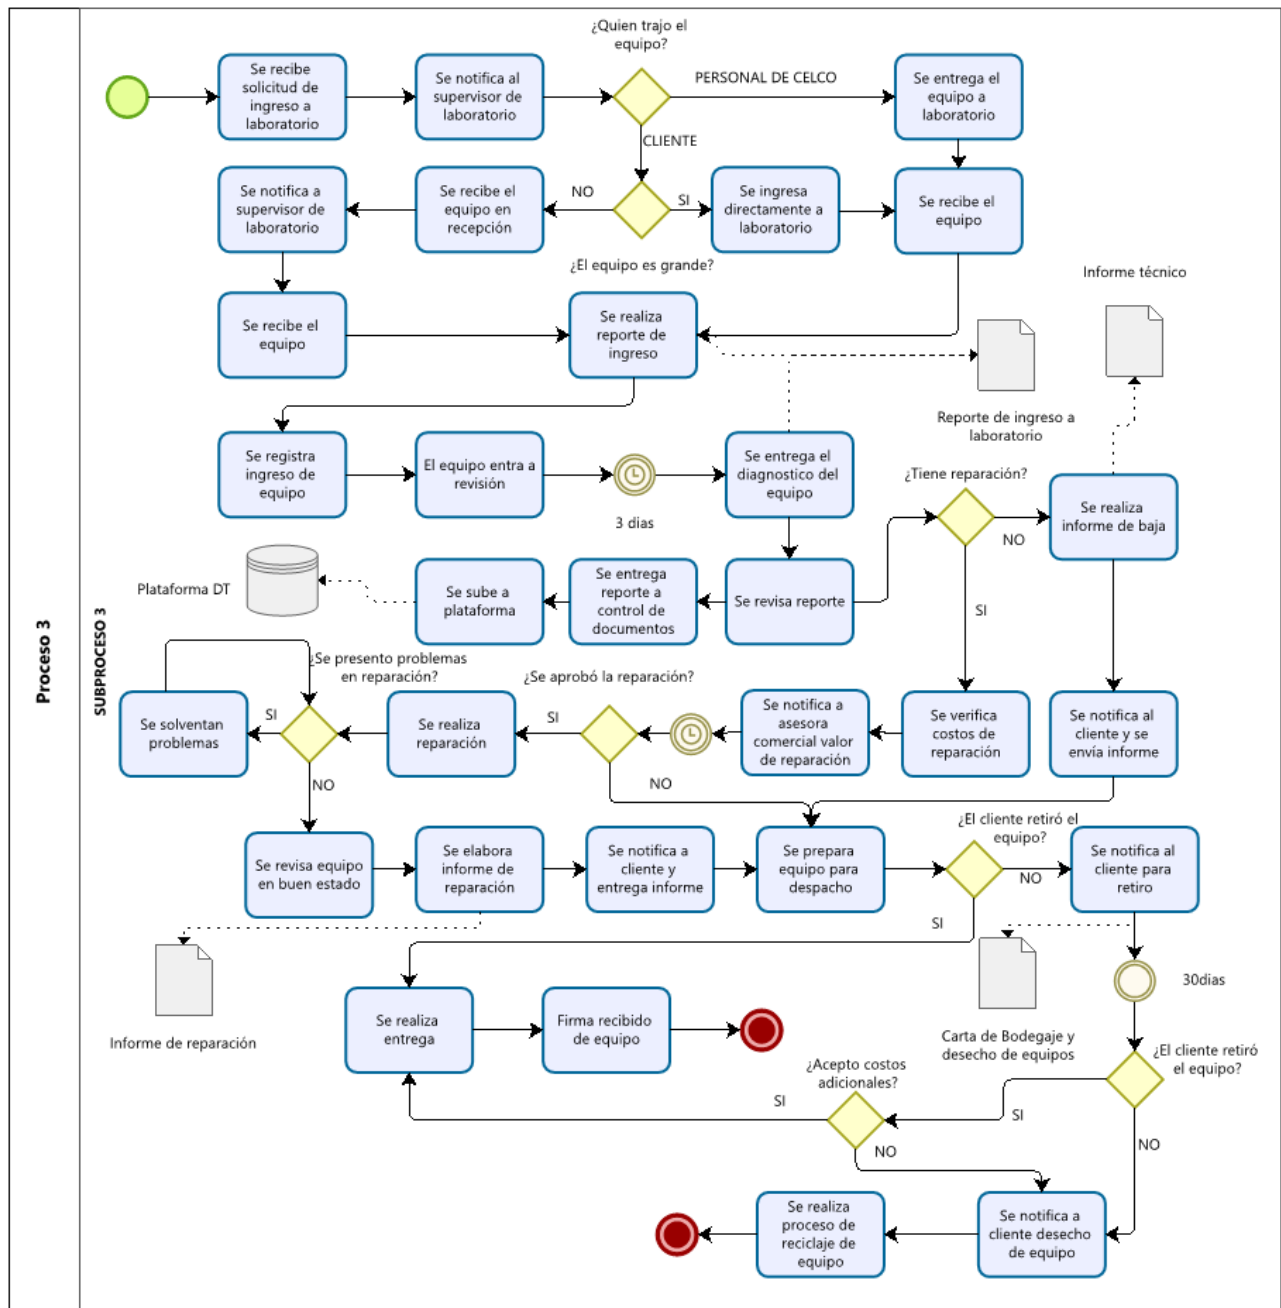 Proceso 3
SUBPROCESO 3
¿Quien trajo el
equipo?
Se recibe
solicitud de
ingreso a
laboratorio
Se notifica al
supervisor de
laboratorio
PERSONAL DE CELCO
Se entrega el
equipo a
laboratorio
CLIENTE
Se notifica a
supervisor de
laboratorio
Se recibe el
equipo en
recepción
NO
SI
Se ingresa
directamente a
laboratorio
Se recibe el
equipo
¿El equipo es grande?
Informe técnico
Se recibe el
equipo
Se realiza
reporte de
ingreso
Reporte de ingreso a
laboratorio
Se registra
ingreso de
equipo
El equipo entra a
revisión
3 dias
Se entrega el
diagnostico del
equipo
¿Tiene reparación?
NO
Se realiza
informe de baja
Plataforma DT
Se sube a
plataforma
Se entrega
reporte a
control de
documentos
Se revisa reporte
SI
¿Se presento problemas
en reparación?
¿Se aprobó la reparación?
Se solventan
problemas
SI
Se realiza
reparación
SI
Se notifica a
asesora
comercial valor
de reparación
Se verifica
costos de
reparación
Se notifica al
cliente y se
envía informe
NO
NO
¿El cliente retiró el
equipo?
Se revisa equipo
en buen estado
Se elabora
informe de
reparación
Se notifica a
cliente y
entrega informe
Se prepara
equipo para
despacho
NO
Se notifica al
cliente para
retiro
SI
30dias
Informe de reparación
Se realiza
entrega
Firma recibido
de equipo
Carta de Bodegaje y
desecho de equipos
¿El cliente retiró
el equipo?
¿Acepto costos
adicionales?
SI
SI
NO
NO
Se realiza
proceso de
reciclaje de
equipo
Se notifica a
cliente desecho
de equipo